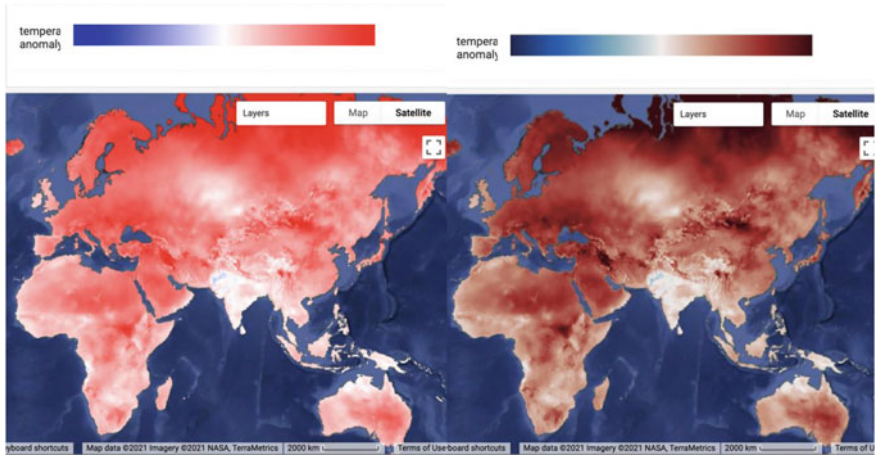 tempera
anomaly
Layers
Map
Satellite
eyboard shortcuts
Map data ©2021 Imagery ©2021 NASA, TerraMetrics
2000 km
Terms of Use
tempera
anomaly
Layers
Map
Satellite
board shortcuts
Map data ©2021 Imagery ©2021 NASA, TerraMetrics
2000 km
Terms of U